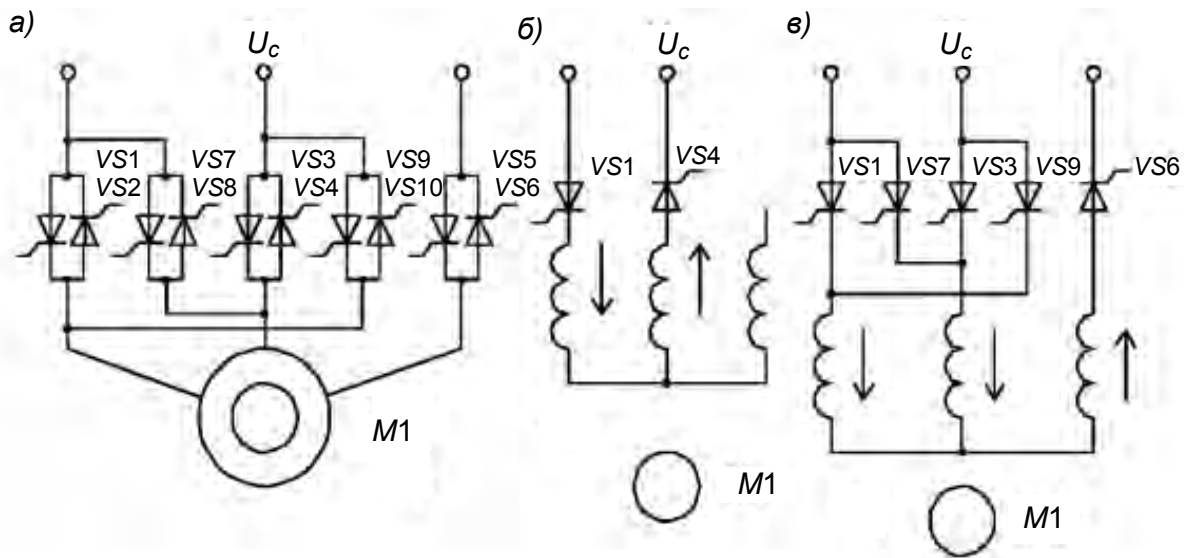 а)
U_c
VS1 VS7 VS3 VS9 VS5
VS2 VS8 VS4 VS10 VS6
M1
б)
U_c
VS1 VS4
M1
в)
U_c
VS1 VS7 VS3 VS9 VS6
M1